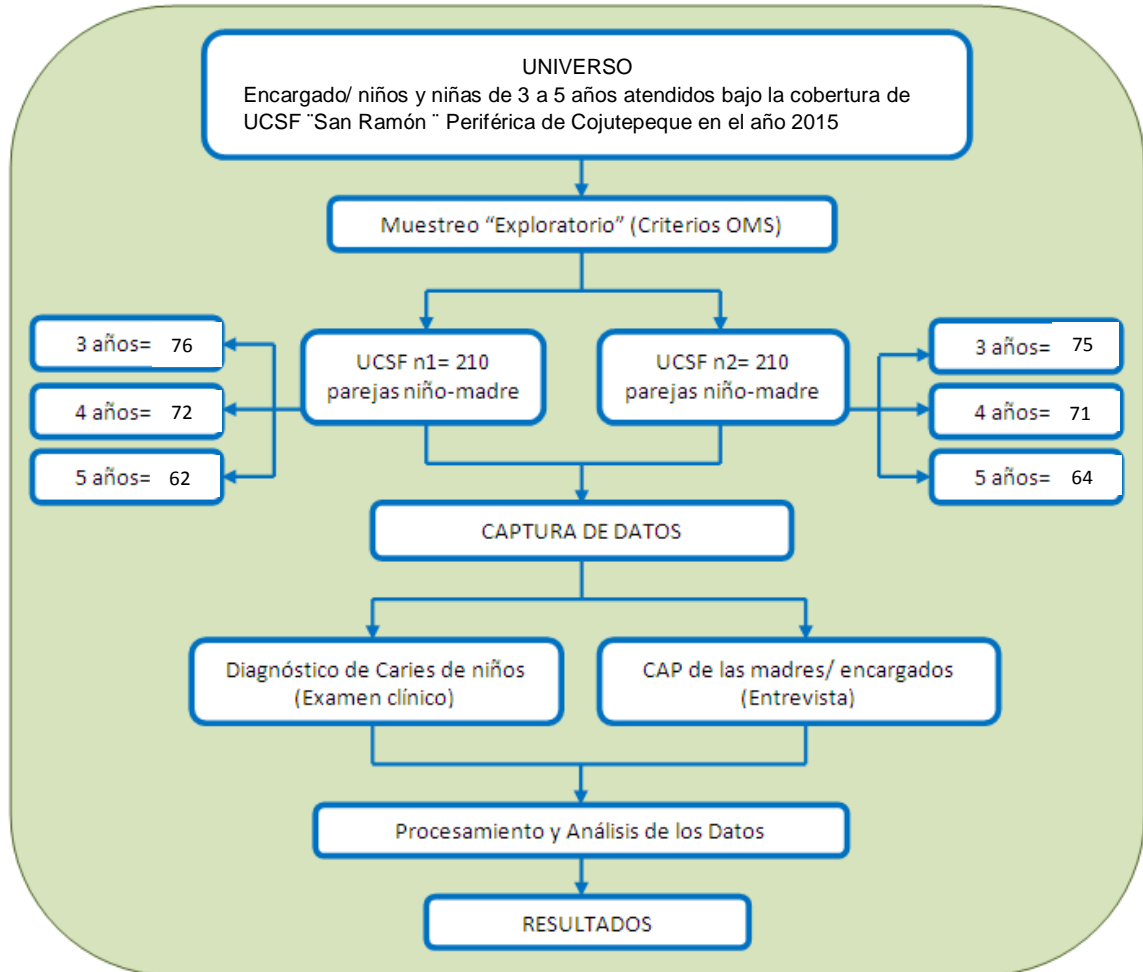 UNIVERSO
Encargado/ niños y niñas de 3 a 5 años atendidos bajo la cobertura de
UCSF ¨San Ramón ¨ Periférica de Cojutepeque en el año 2015
Muestreo “Exploratorio” (Criterios OMS)
3 años= 76
4 años= 72
5 años= 62
UCSF n1= 210
parejas niño-madre
UCSF n2= 210
parejas niño-madre
3 años= 75
4 años= 71
5 años= 64
CAPTURA DE DATOS
Diagnóstico de Caries de niños
(Examen clínico)
CAP de las madres/ encargados
(Entrevista)
Procesamiento y Análisis de los Datos
RESULTADOS